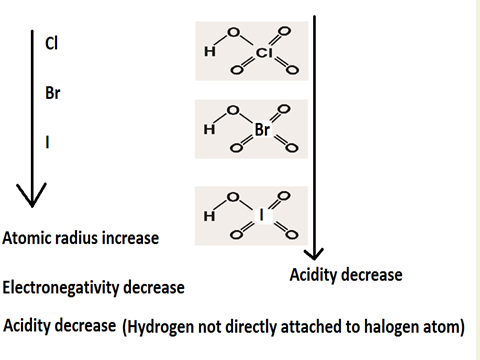 Cl
Br
I
H O Cl O O O
H O Br O O O
H O I O O O
Atomic radius increase
Acidity decrease
Electronegativity decrease
Acidity decrease (Hydrogen not directly attached to halogen atom)